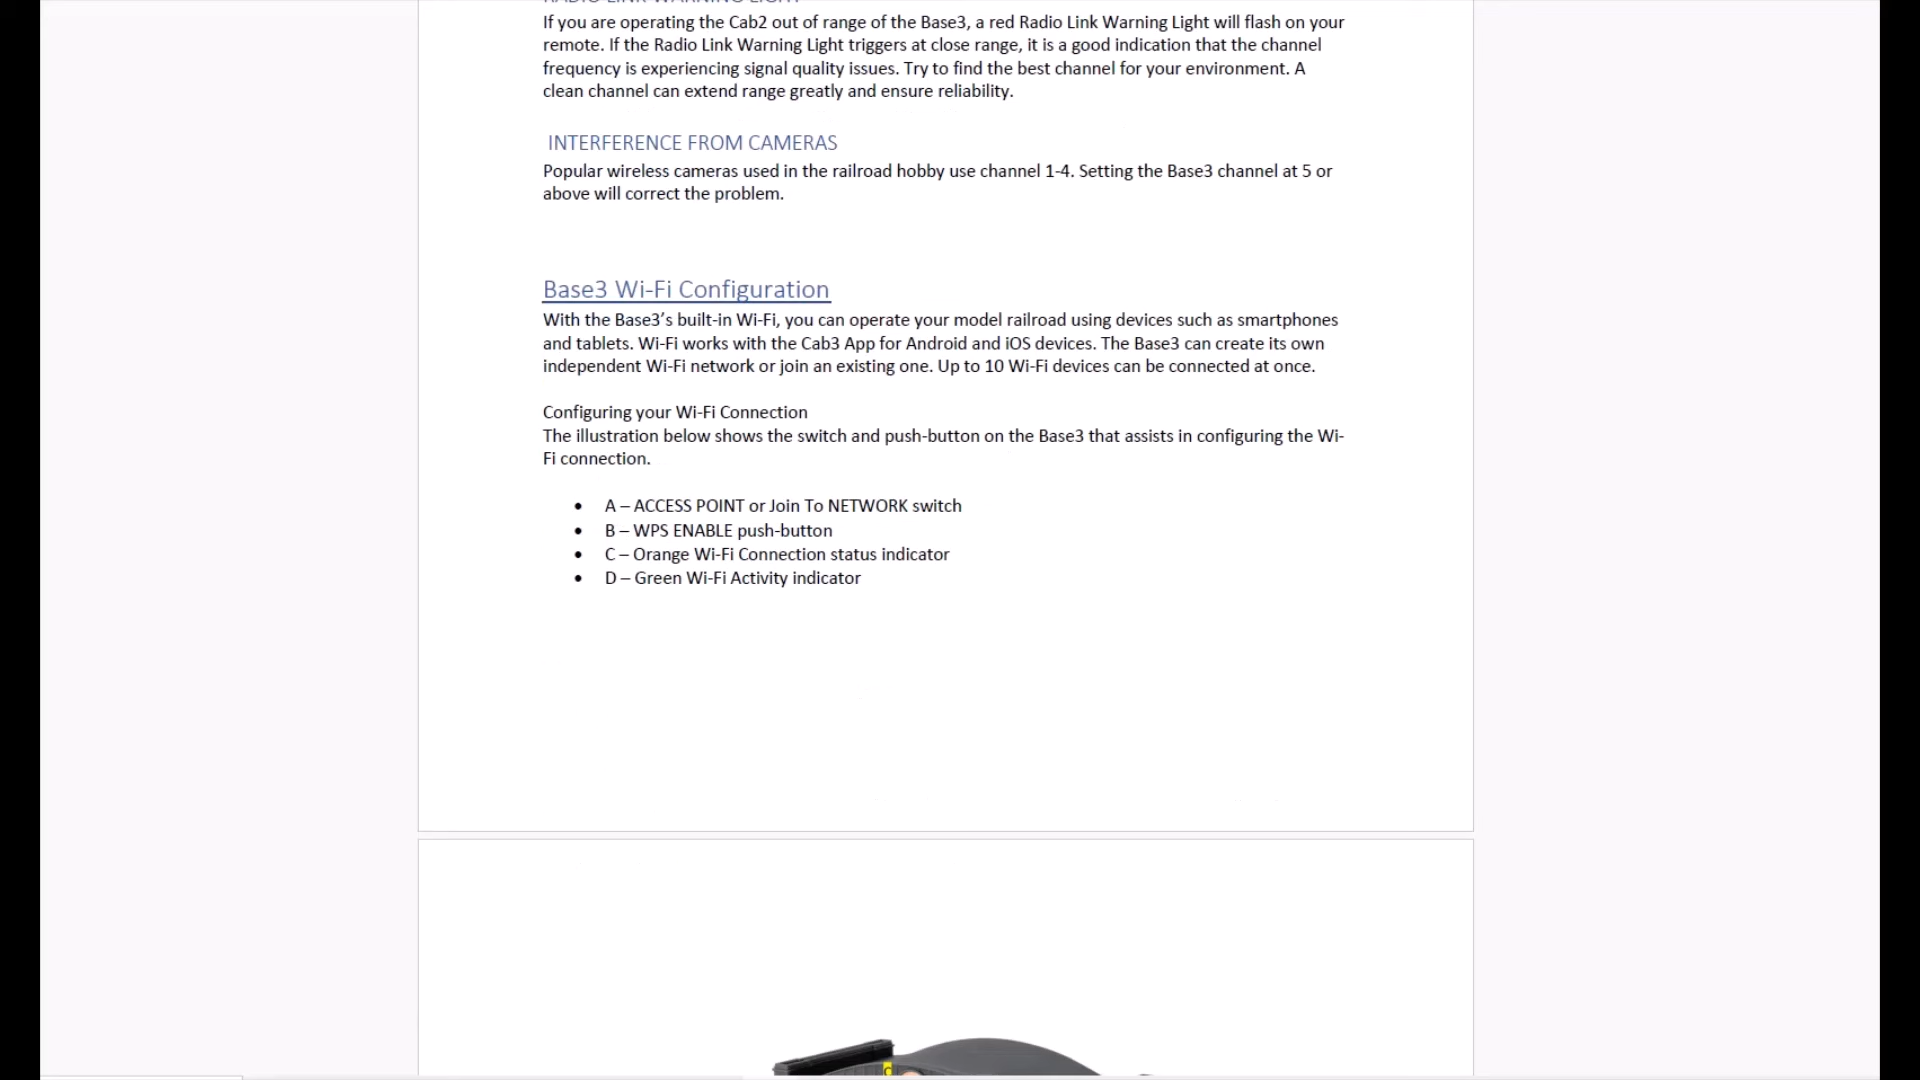 RADIO LINK WARNING LIGHT
If you are operating the Cab2 out of range of the Base3, a red Radio Link Warning Light will flash on your
remote. If the Radio Link Warning Light triggers at close range, it is a good indication that the channel
frequency is experiencing signal quality issues. Try to find the best channel for your environment. A
clean channel can extend range greatly and ensure reliability.
INTERFERENCE FROM CAMERAS
Popular wireless cameras used in the railroad hobby use channel 1-4. Setting the Base3 channel at 5 or
above will correct the problem.
Base3 Wi-Fi Configuration
With the Base3’s built-in Wi-Fi, you can operate your model railroad using devices such as smartphones
and tablets. Wi-Fi works with the Cab3 App for Android and iOS devices. The Base3 can create its own
independent Wi-Fi network or join an existing one. Up to 10 Wi-Fi devices can be connected at once.
Configuring your Wi-Fi Connection
The illustration below shows the switch and push-button on the Base3 that assists in configuring the Wi-
Fi connection.
• A – ACCESS POINT or Join To NETWORK switch
• B – WPS ENABLE push-button
• C – Orange Wi-Fi Connection status indicator
• D – Green Wi-Fi Activity indicator